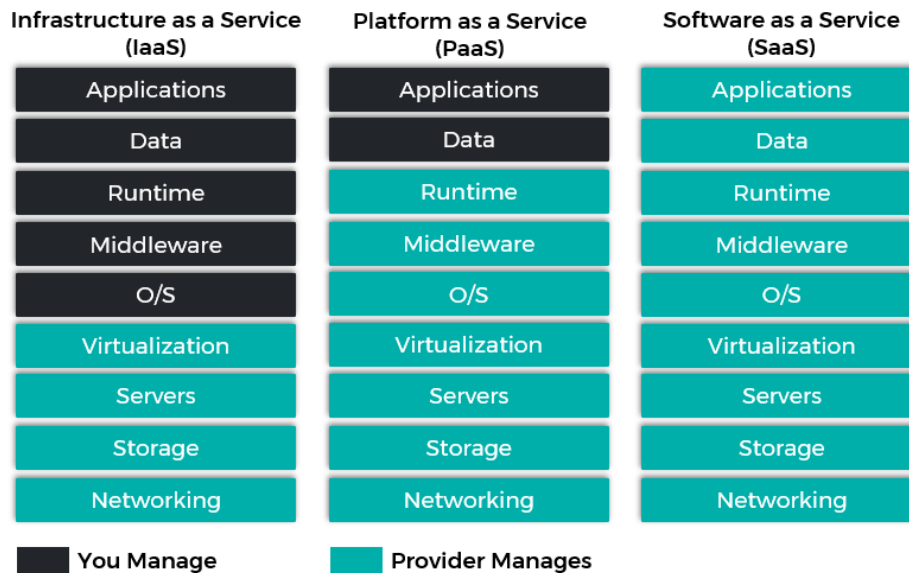 Infrastructure as a Service
(IaaS)
Applications
Data
Runtime
Middleware
O/S
Virtualization
Servers
Storage
Networking
Platform as a Service
(PaaS)
Applications
Data
Runtime
Middleware
O/S
Virtualization
Servers
Storage
Networking
Software as a Service
(SaaS)
Applications
Data
Runtime
Middleware
O/S
Virtualization
Servers
Storage
Networking
You Manage
Provider Manages